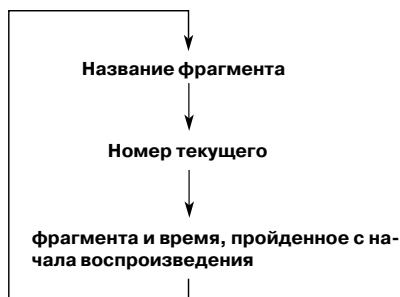 Название фрагмента
Номер текущего
фрагмента и время, пройденное с на-
чала воспроизведения